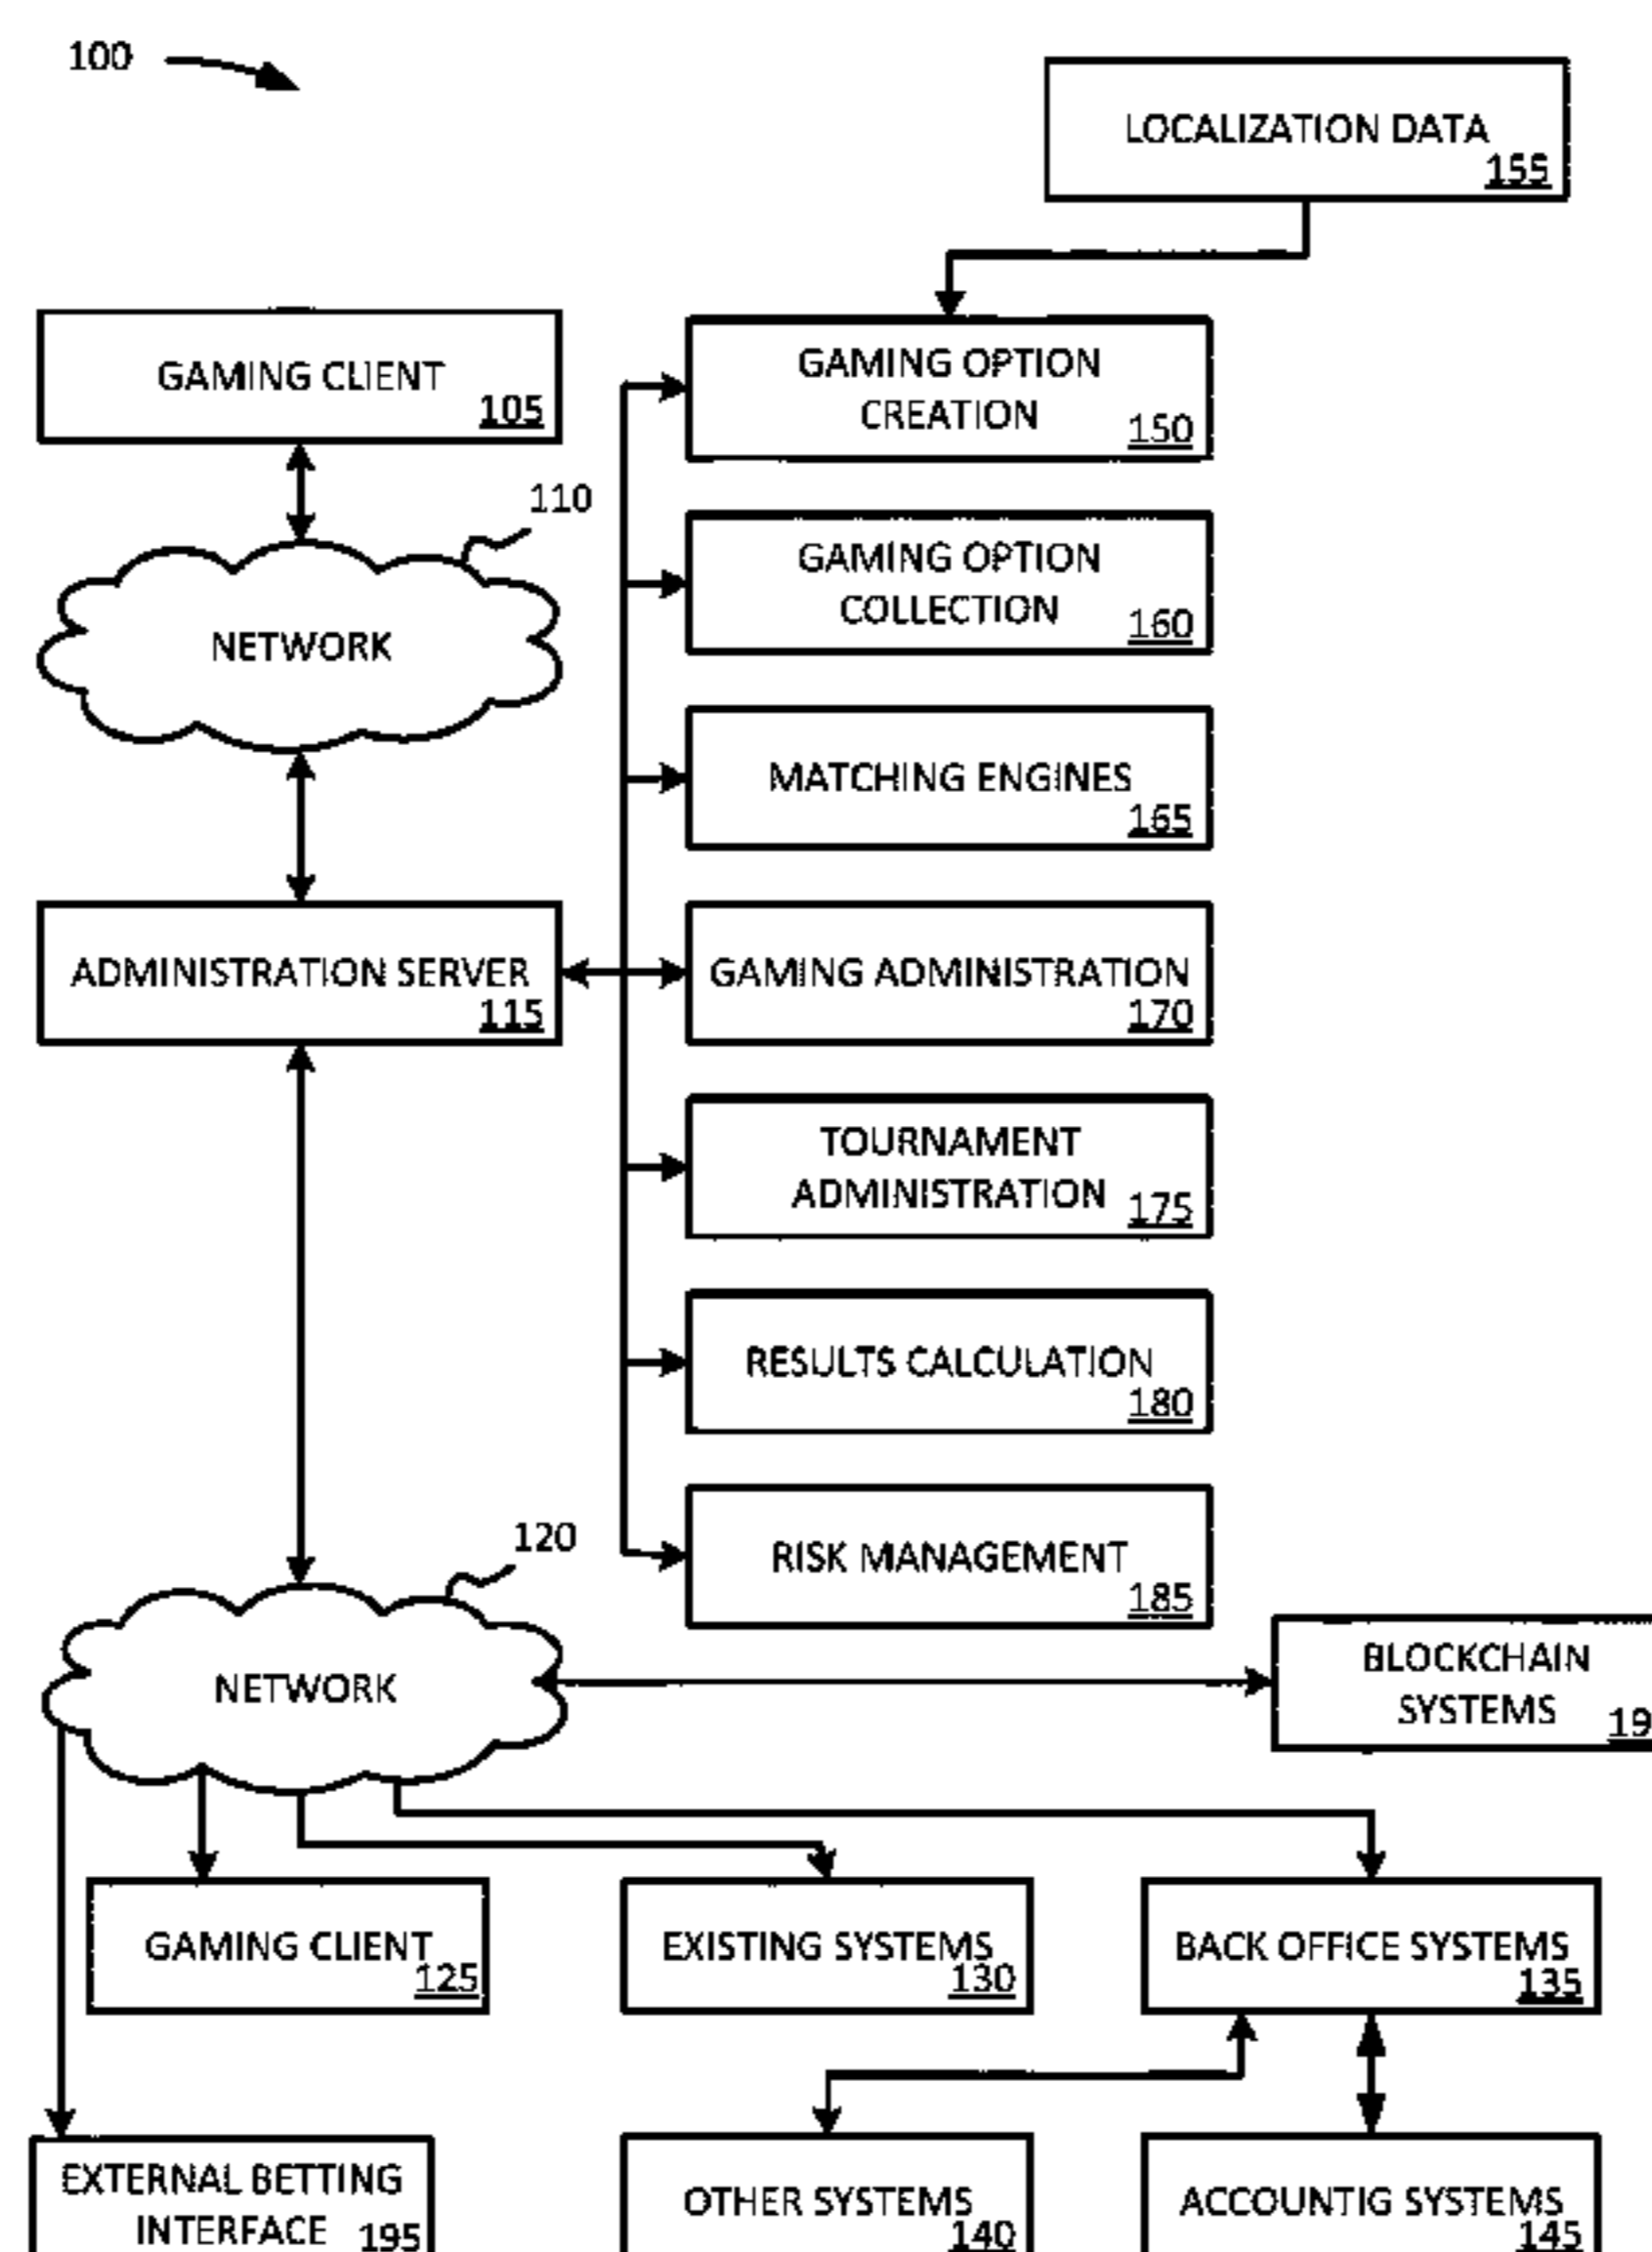 100
LOCALIZATION DATA
155
GAMING CLIENT
105
GAMING OPTION
CREATION
150
110
NETWORK
GAMING OPTION
COLLECTION
160
MATCHING ENGINES
165
ADMINISTRATION SERVER
115
GAMING ADMINISTRATION
170
TOURNAMENT
ADMINISTRATION
175
RESULTS CALCULATION
180
RISK MANAGEMENT
185
120
NETWORK
BLOCKCHAIN
SYSTEMS
GAMING CLIENT
125
EXISTING SYSTEMS
130
BACK OFFICE SYSTEMS
135
EXTERNAL BETTING
INTERFACE
195
OTHER SYSTEMS
140
ACCOUNTIG SYSTEMS
145